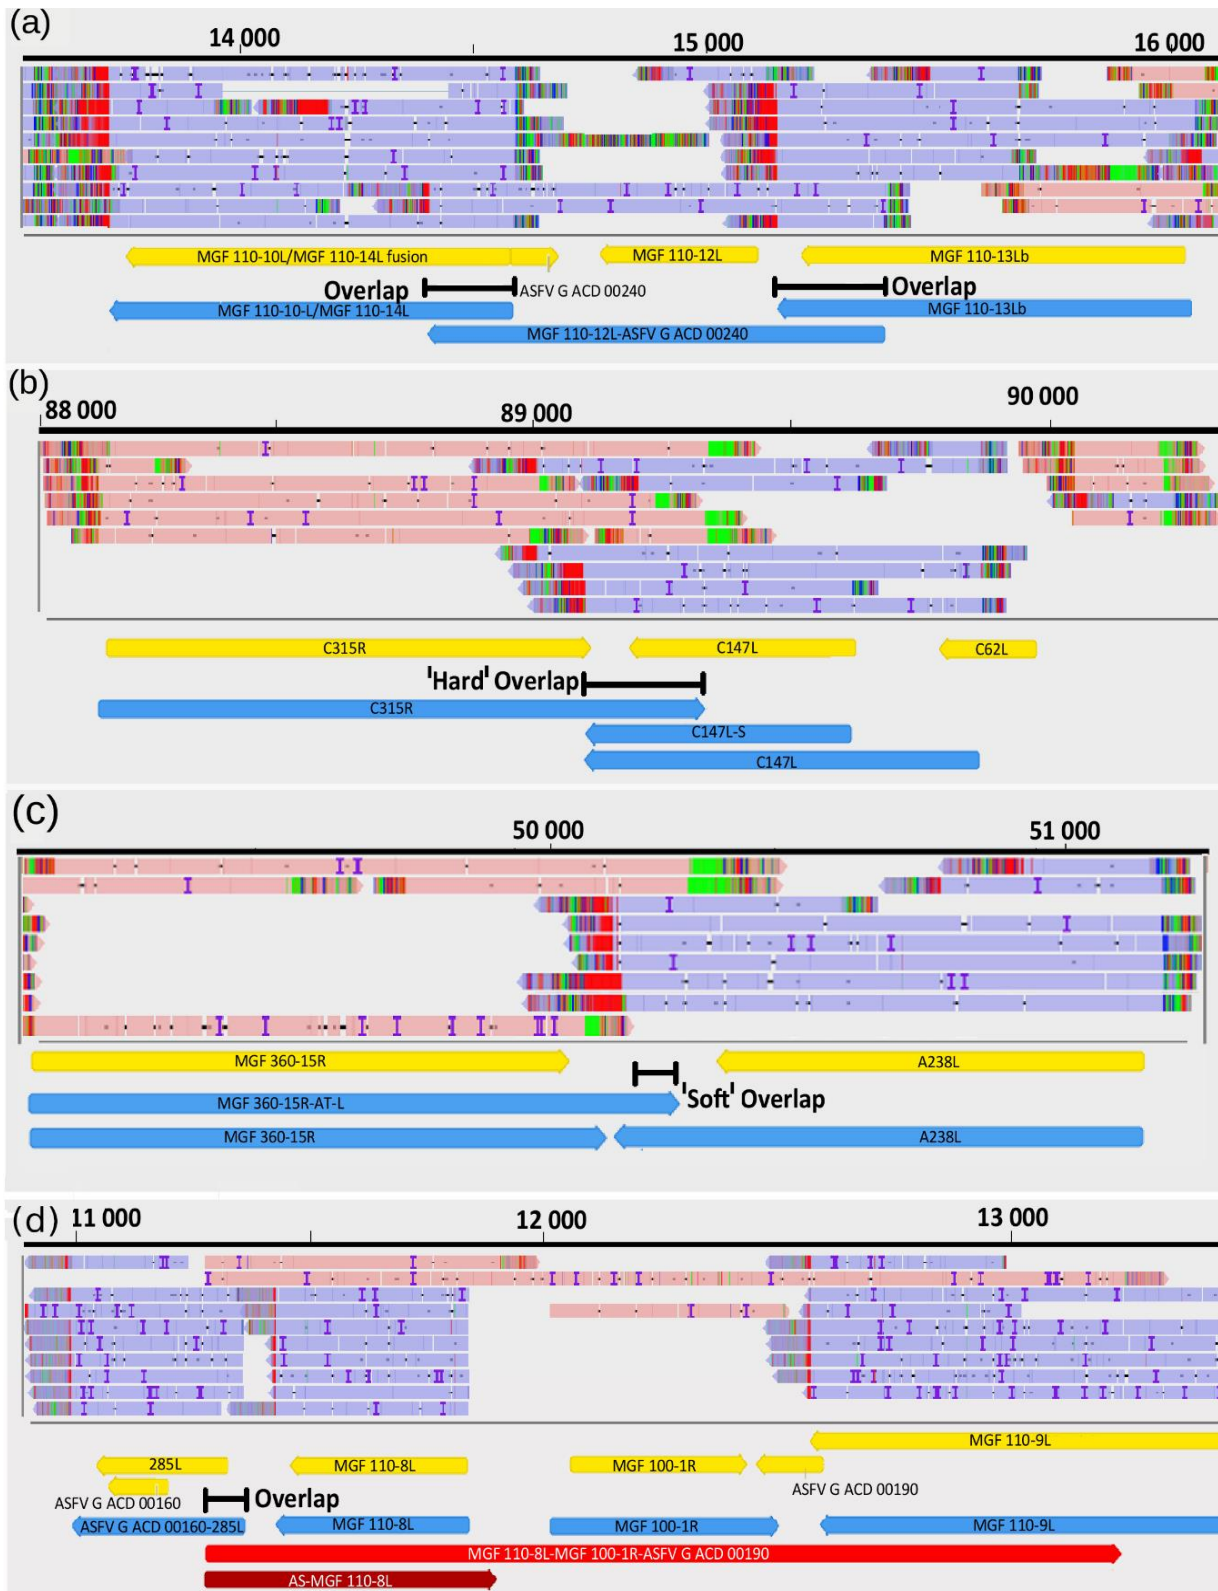 (a)
14 000 15 000 16 000
MGF 110-10L/MGF 110-14L fusion MGF 110-12L MGF 110-13Lb
Overlap ASFV G ACD 00240 Overlap
MGF 110-10-L/MGF 110-14L MGF 110-13Lb
MGF 110-12L-ASFV G ACD 00240
(b)
88 000 89 000 90 000
C315R C147L C62L
'Hard' Overlap
C315R
C147L-S
C147L
(c)
50 000 51 000
MGF 360-15R A238L
'Soft' Overlap
MGF 360-15R-AT-L
MGF 360-15R A238L
(d)
11 000 12 000 13 000
MGF 110-9L
285L MGF 110-8L MGF 100-1R
ASFV G ACD 00160 Overlap ASFV G ACD 00190
ASFV G ACD 00160-285L MGF 110-8L MGF 100-1R MGF 110-9L
MGF 110-8L-MGF 100-1R-ASFV G ACD 00190
AS-MGF 110-8L